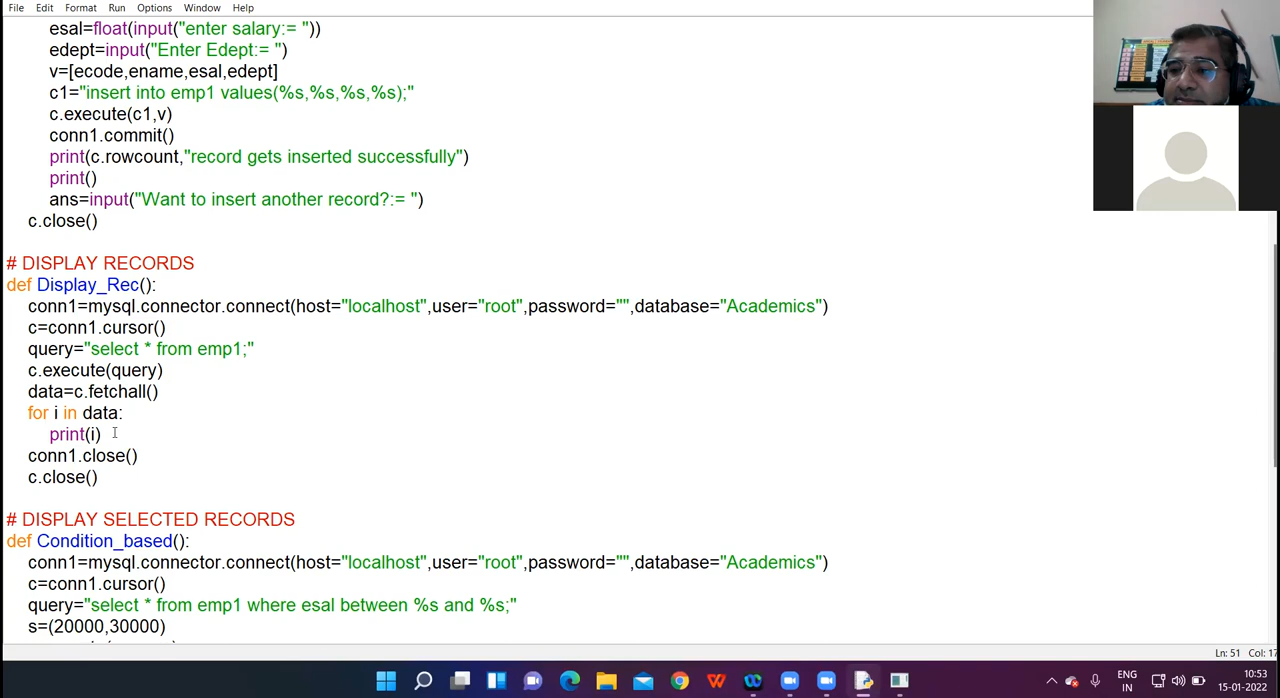 File Edit Format Run Options Window Help
esal=float(input("enter salary:= "))
edept=input("Enter Edept:= ")
v=[ecode,ename,esal,edept]
c1="insert into emp1 values(%s,%s,%s,%s);"
c.execute(c1,v)
conn1.commit()
print(c.rowcount,"record gets inserted successfully")
print()
ans=input("Want to insert another record?:= ")
c.close()
# DISPLAY RECORDS
def Display_Rec():
conn1=mysql.connector.connect(host="localhost",user="root",password="",database="Academics")
c=conn1.cursor()
query="select * from emp1;"
c.execute(query)
data=c.fetchall()
for i in data:
print(i)
conn1.close()
c.close()
# DISPLAY SELECTED RECORDS
def Condition_based():
conn1=mysql.connector.connect(host="localhost",user="root",password="",database="Academics")
c=conn1.cursor()
query="select * from emp1 where esal between %s and %s;"
s=(20000,30000)
Ln: 51 Col: 17
ENG
IN
10:53
15-01-2022